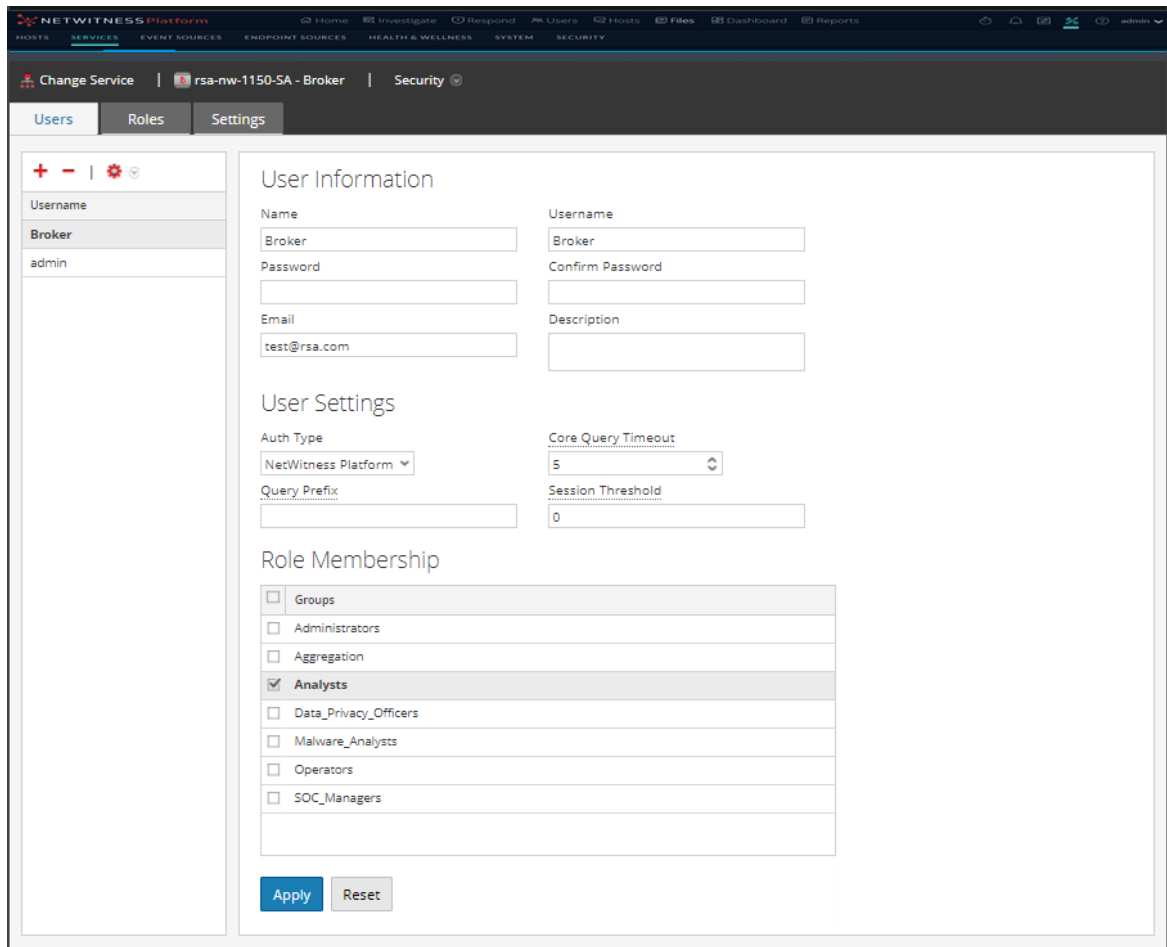 NETWITNESS Platform Home Investigate Respond Users Hosts Files Dashboard Reports admin
HOSTS SERVICES EVENT SOURCES ENDPOINT SOURCES HEALTH & WELLNESS SYSTEM SECURITY
Change Service | rsa-nw-1150-SA - Broker | Security
Users Roles Settings
Username
Broker
admin
User Information
Name Username
Broker Broker
Password Confirm Password
Email Description
test@rsa.com
User Settings
Auth Type Core Query Timeout
NetWitness Platform 5
Query Prefix Session Threshold
0
Role Membership
Groups
Administrators
Aggregation
Analysts
Data_Privacy_Officers
Malware_Analysts
Operators
SOC_Managers
Apply Reset